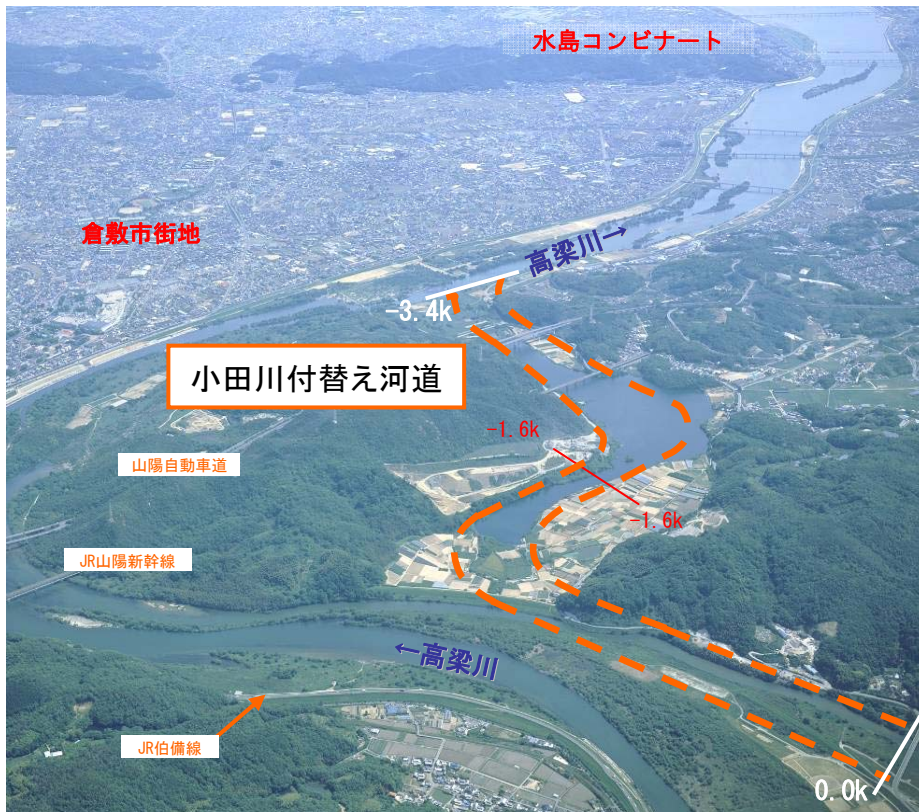 水島コンビナート
倉敷市街地
高梁川→
-3.4k
小田川付替え河道
-1.6k
山陽自動車道
-1.6k
JR山陽新幹線
←高梁川
JR伯備線
0.0k